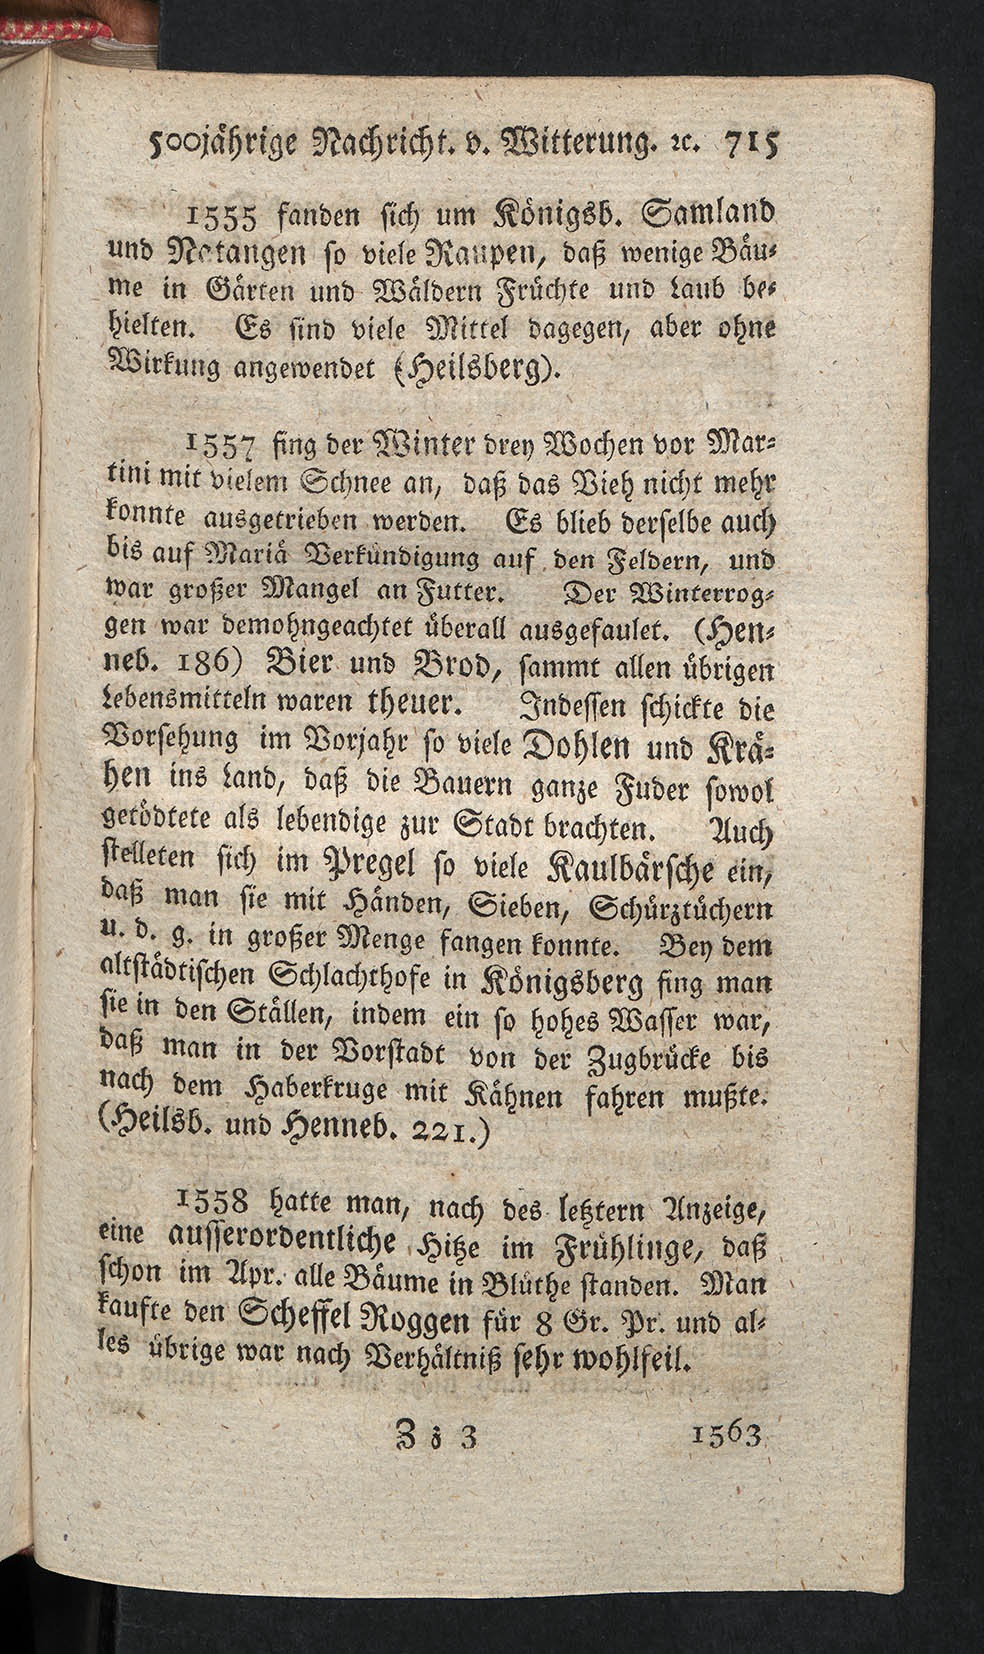 500jährige Nachricht. v. Witterung. ꝛc. 715
1555 fanden sich um Königsb. Samland
und Natangen so viele Raupen, daß wenige Bäu⸗
me in Gärten und Wäldern Früchte und Laub be⸗
hielten. Es sind viele Mittel dagegen, aber ohne
Wirkung angewendet (Heilsberg).
1557 fing der Winter drey Wochen vor Mar⸗
tini mit vielem Schnee an, daß das Vieh nicht mehr
konnte ausgetrieben werden. Es blieb derselbe auch
bis auf Mariä Verkündigung auf den Feldern, und
war großer Mangel an Futter. Der Winterrog⸗
gen war demohngeachtet überall ausgefaulet. (Hen⸗
neb. 186) Bier und Brod, sammt allen übrigen
Lebensmitteln waren theuer. Indessen schickte die
Vorsehung im Vorjahr so viele Dohlen und Krä⸗
hen ins Land, daß die Bauern ganze Fuder sowol
getödtete als lebendige zur Stadt brachten. Auch
stelleten sich im Pregel so viele Kaulbärsche ein,
daß man sie mit Händen, Sieben, Schürztüchern
u. d. g. in großer Menge fangen konnte. Bey dem
altstädtischen Schlachthofe in Königsberg fing man
sie in den Ställen, indem ein so hohes Wasser war,
daß man in der Vorstadt von der Zugbrücke bis
nach dem Haberkruge mit Kähnen fahren mußte.
(Heilsb. und Henneb. 221.)
1558 hatte man, nach des letztern Anzeige,
eine ausserordentliche Hitze im Frühlinge, daß
schon im Apr. alle Bäume in Blüthe standen. Man
kaufte den Scheffel Roggen für 8 Gr. Pr. und al⸗
les übrige war nach Verhältniß sehr wohlfeil.
Z z 3 1563